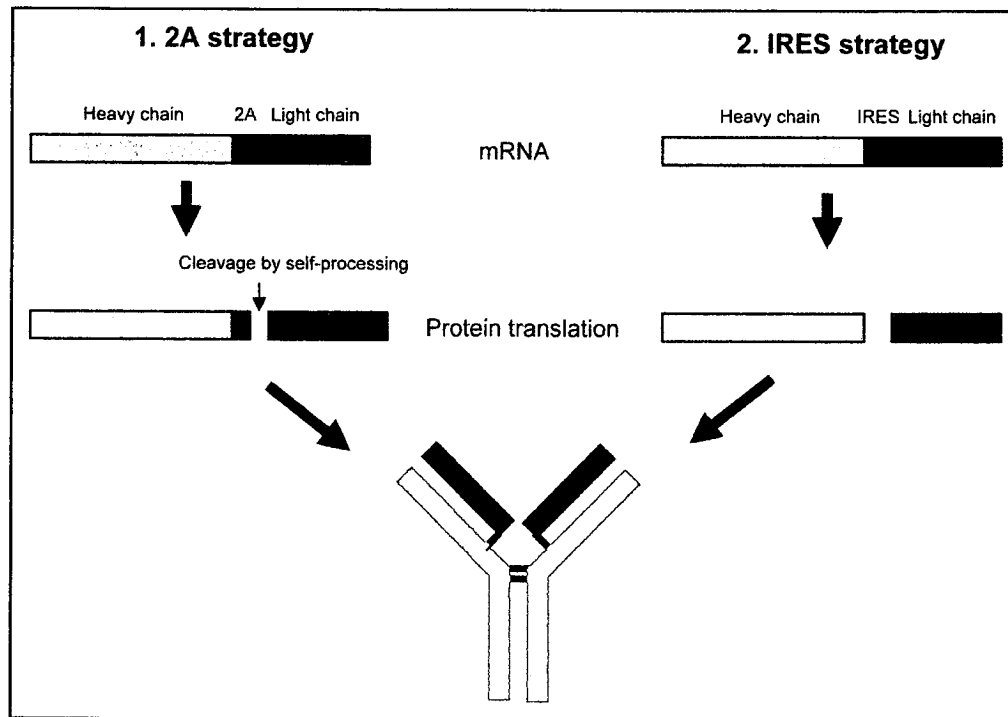 1. 2A strategy
2. IRES strategy
Heavy chain 2A Light chain
Heavy chain IRES Light chain
mRNA
Cleavage by self-processing
Protein translation